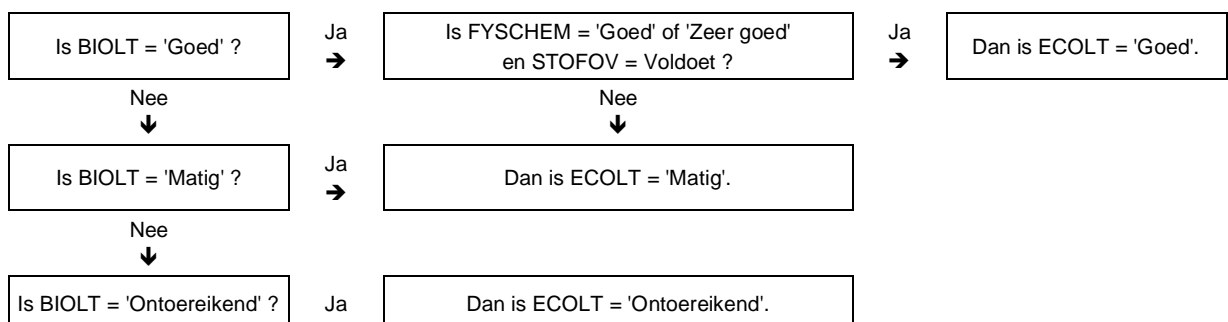 Is BIOLT = 'Goed' ?
Ja
➔
Is FYSCHEM = 'Goed' of 'Zeer goed'
en STOFOV = Voldoet ?
Ja
➔
Dan is ECOLT = 'Goed'.
Nee
🡻
Nee
🡻
Is BIOLT = 'Matig' ?
Ja
➔
Dan is ECOLT = 'Matig'.
Nee
🡻
Is BIOLT = 'Ontoereikend' ?
Ja
Dan is ECOLT = 'Ontoereikend'.